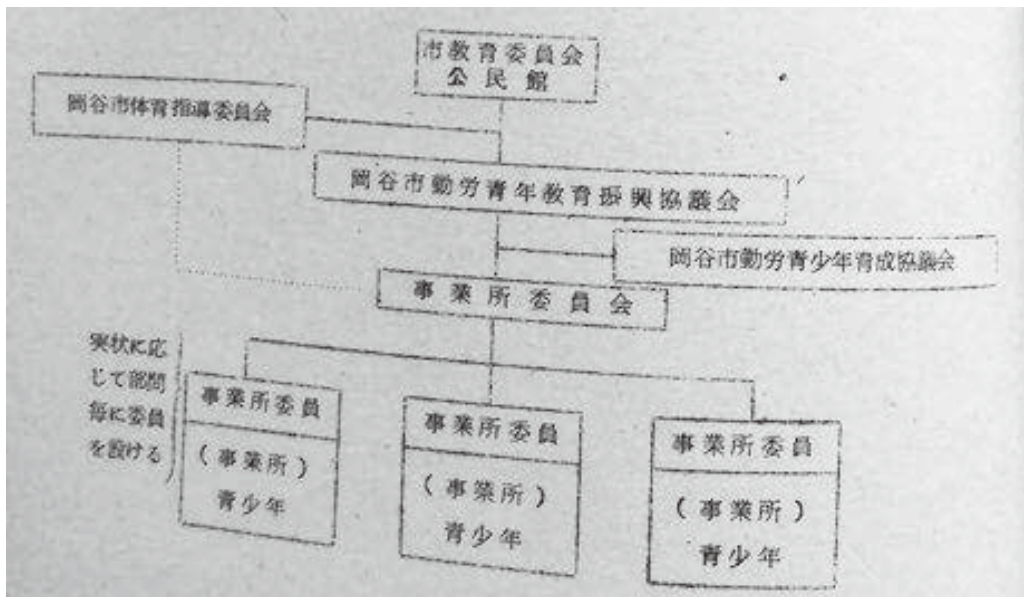 市教育委員会
公民館
岡谷市体育指導委員会
岡谷市勤労青年教育振興協議会
岡谷市勤労青少年育成協議会
事業所委員会
実状に応
じて部門
毎に委員
を設ける
事業所委員
(事業所)
青少年
事業所委員
(事業所)
青少年
事業所委員
(事業所)
青少年